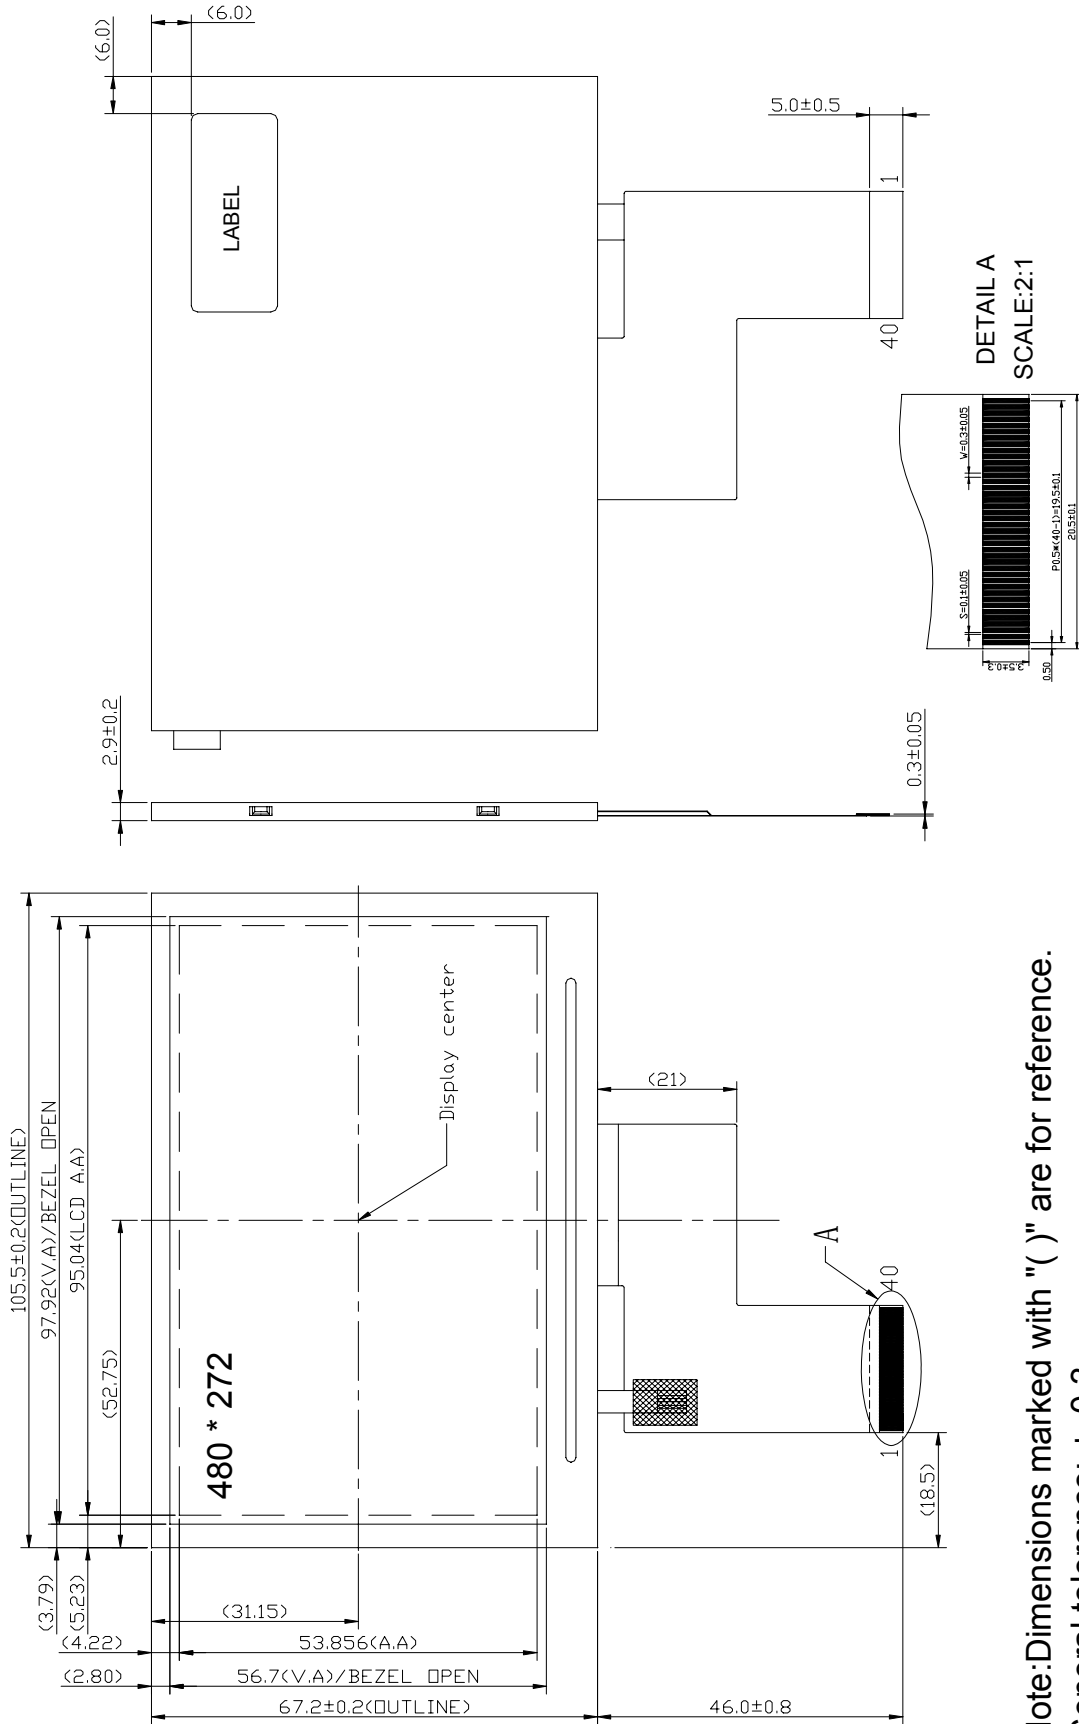 105.5±0.2(OUTLINE)
97.92(V.A)/BEZEL OPEN
95.04(LCD A.A)
(52.75)
(3.79)
(5.23)
(4.22)
(2.80)
(31.15)
53.856(A.A)
56.7(V.A)/BEZEL OPEN
67.2±0.2(OUTLINE)
46.0±0.8
480 * 272
Display center
(21)
A
1
40
(18.5)
2.9±0.2
0.3±0.05
(6.0)
(6.0)
LABEL
5.0±0.5
1
40
DETAIL A
SCALE:2:1
W=0.3±0.05
S=0.1±0.05
P0.5*(40-1)=19.5±0.1
20.5±0.1
0.50
3.5±0.3
ote:Dimensions marked with "( )" are for reference.